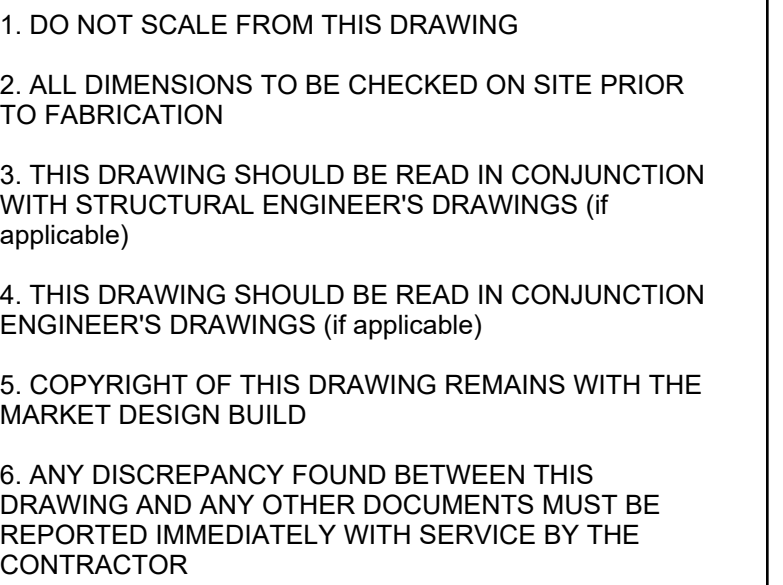 1. DO NOT SCALE FROM THIS DRAWING
2. ALL DIMENSIONS TO BE CHECKED ON SITE PRIOR
TO FABRICATION
3. THIS DRAWING SHOULD BE READ IN CONJUNCTION
WITH STRUCTURAL ENGINEER'S DRAWINGS (if
applicable)
4. THIS DRAWING SHOULD BE READ IN CONJUNCTION
ENGINEER'S DRAWINGS (if applicable)
5. COPYRIGHT OF THIS DRAWING REMAINS WITH THE
MARKET DESIGN BUILD
6. ANY DISCREPANCY FOUND BETWEEN THIS
DRAWING AND ANY OTHER DOCUMENTS MUST BE
REPORTED IMMEDIATELY WITH SERVICE BY THE
CONTRACTOR